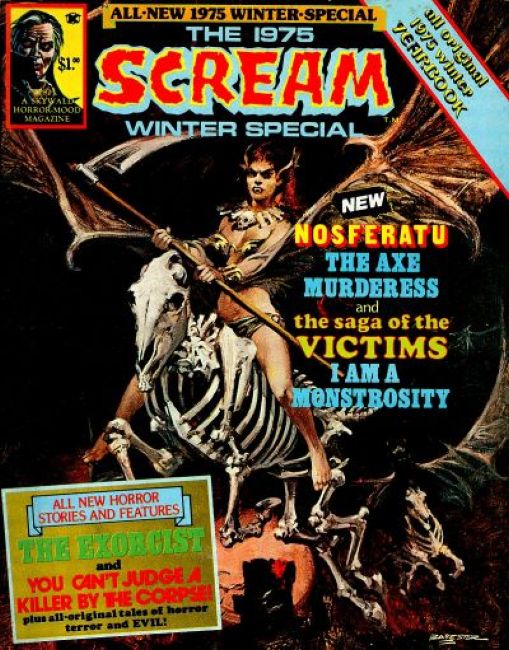 ALL-NEW 1975 WINTER-SPECIAL
$1.00
A SKYWALD
HORROR-MOOD
MAGAZINE
THE 1975
SCREAM
T.M.
WINTER SPECIAL
all original
1975 winter
YEARBOOK
NEW
NOSFERATU
THE AXE
MURDERESS
and
the saga of the
VICTIMS
I AM A
MONSTROSITY
ALL NEW HORROR
STORIES AND FEATURES
THE EXORCIST
and
YOU CAN'T JUDGE A
KILLER BY THE CORPSE!
plus all-original tales of horror
terror and EVIL!